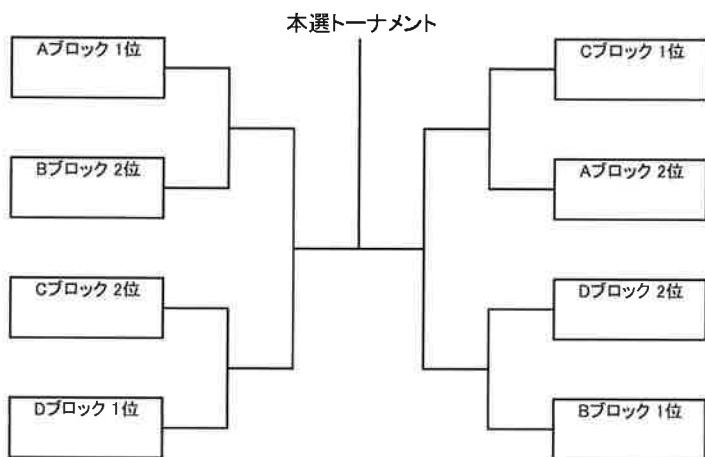 本選トーナメント
Aブロック 1位
Bブロック 2位
Cブロック 2位
Dブロック 1位
Cブロック 1位
Aブロック 2位
Dブロック 2位
Bブロック 1位